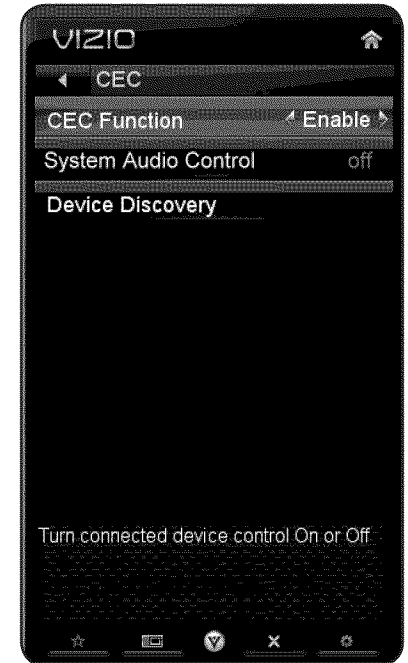 VIZIO
CEC
CEC Function Enable
System Audio Control off
Device Discovery
Turn connected device control On or Off
V